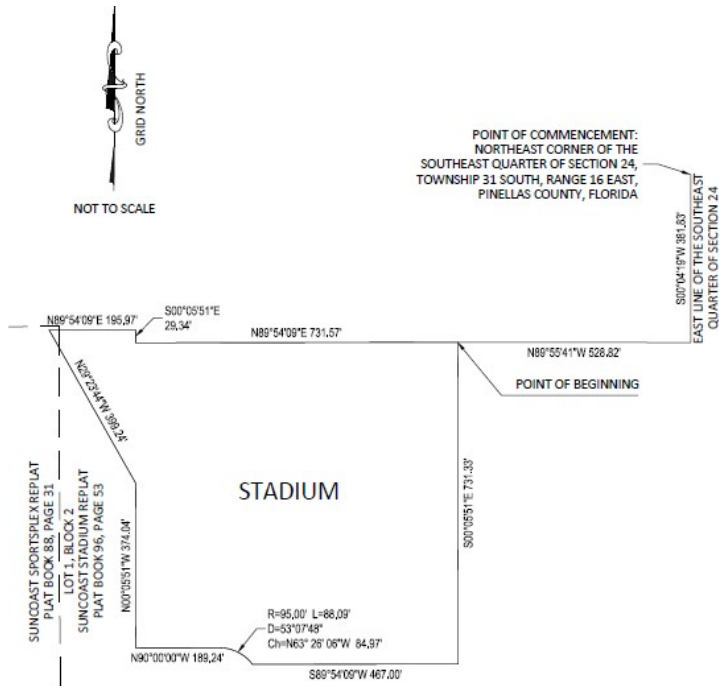 GRID NORTH
NOT TO SCALE
POINT OF COMMENCEMENT:
NORTHEAST CORNER OF THE
SOUTHEAST QUARTER OF SECTION 24,
TOWNSHIP 31 SOUTH, RANGE 16 EAST,
PINELLAS COUNTY, FLORIDA
S00°04'19"W 381.83'
EAST LINE OF THE SOUTHEAST
QUARTER OF SECTION 24
N89°54'09"E 195.97'
S00°05'51"E
29.34'
N89°54'09"E 731.57'
N89°55'41"W 528.82'
POINT OF BEGINNING
N29°23'44"W 399.24'
STADIUM
S00°05'51"E 731.33'
SUNCOAST SPORTSPLEX REPLAT
PLAT BOOK 88, PAGE 31
LOT 1, BLOCK 2
SUNCOAST STADIUM REPLAT
PLAT BOOK 96, PAGE 53
N00°05'51"W 374.04'
R=95.00' L=88.09'
D=53°07'48"
Ch=N63° 26' 06"W 84.97'
N90°00'00"W 189.24'
S89°54'09"W 467.00'